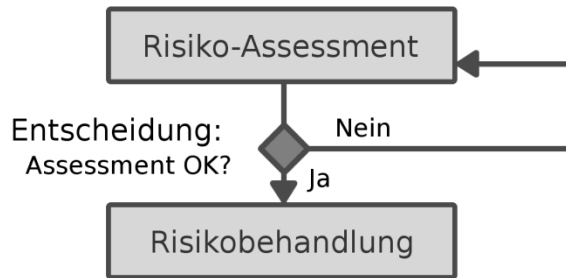 Risiko-Assessment
Entscheidung:
Assessment OK?
Nein
Ja
Risikobehandlung